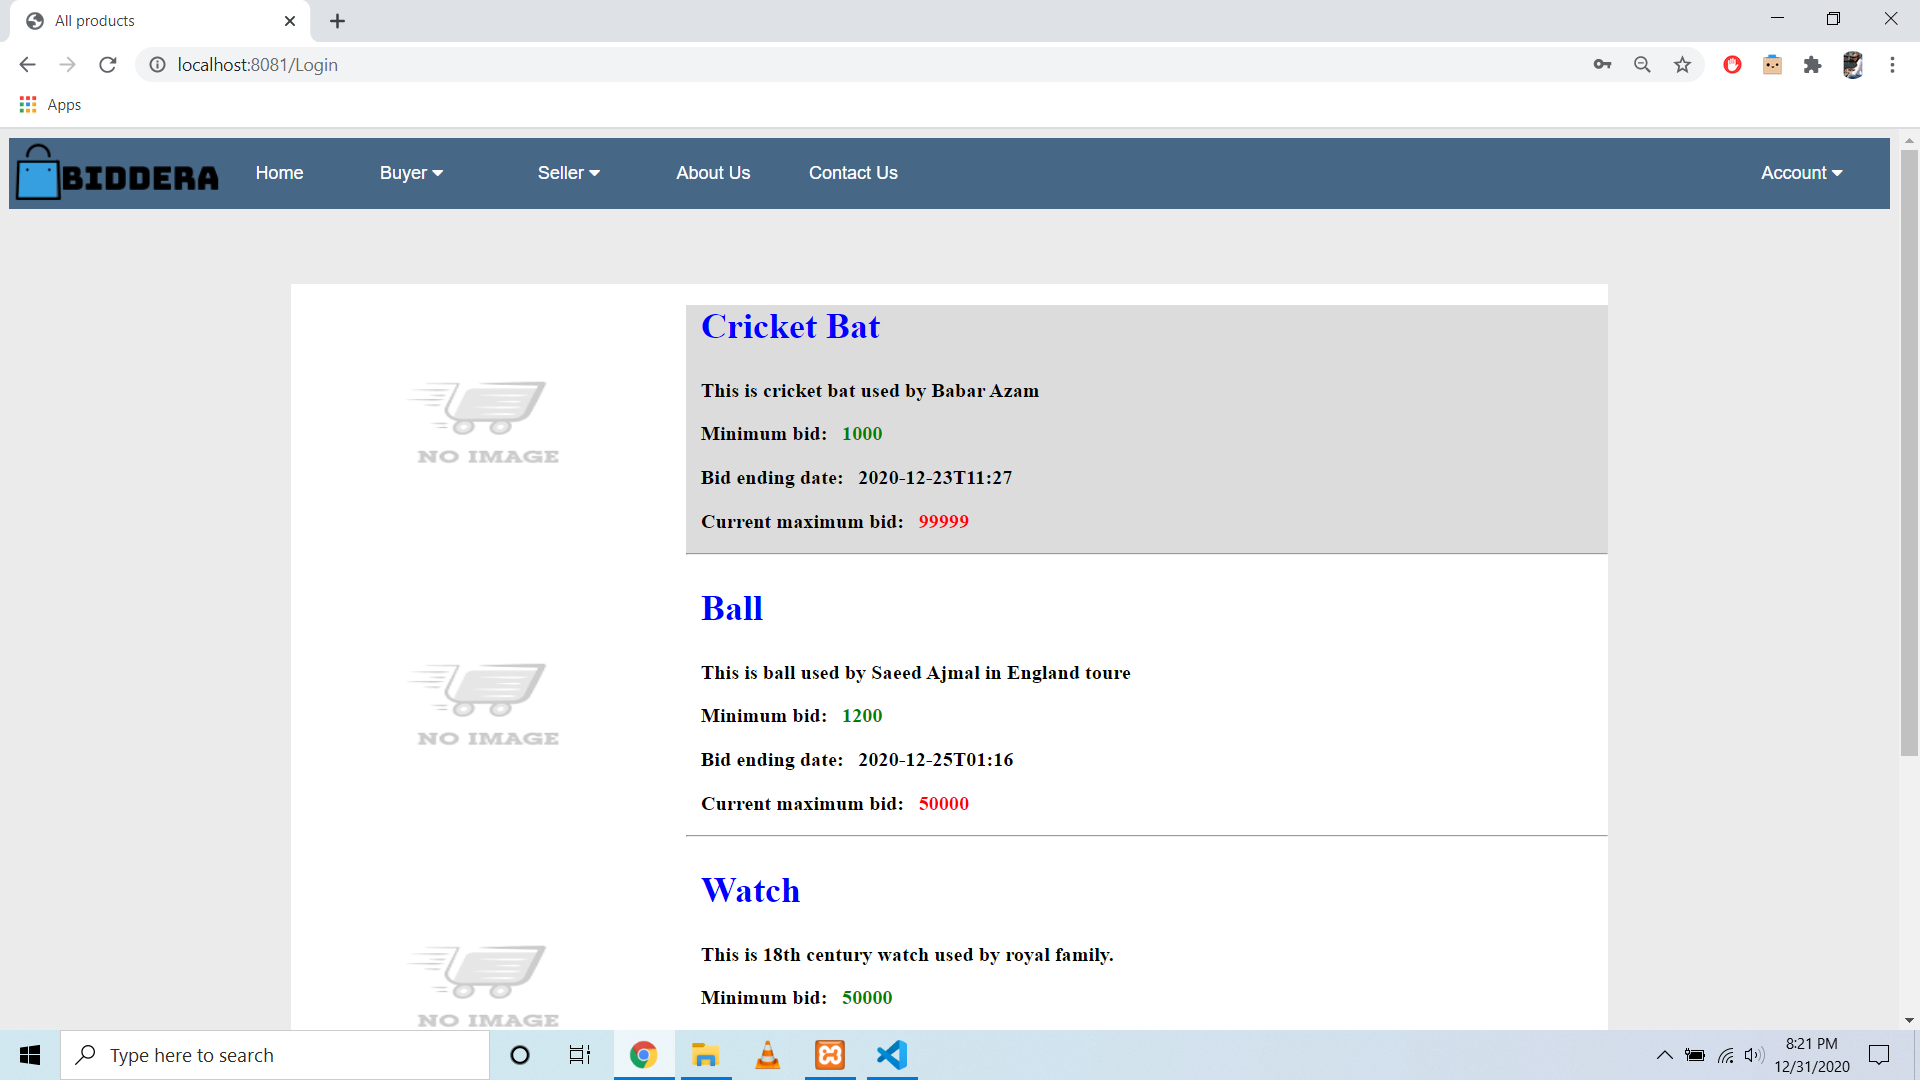 All products
localhost:8081/Login
Apps
BIDDERA
Home
Buyer
Seller
About Us
Contact Us
Account
NO IMAGE
Cricket Bat
This is cricket bat used by Babar Azam
Minimum bid: 1000
Bid ending date: 2020-12-23T11:27
Current maximum bid: 99999
NO IMAGE
Ball
This is ball used by Saeed Ajmal in England toure
Minimum bid: 1200
Bid ending date: 2020-12-25T01:16
Current maximum bid: 50000
NO IMAGE
Watch
This is 18th century watch used by royal family.
Minimum bid: 50000
Type here to search
8:21 PM
12/31/2020